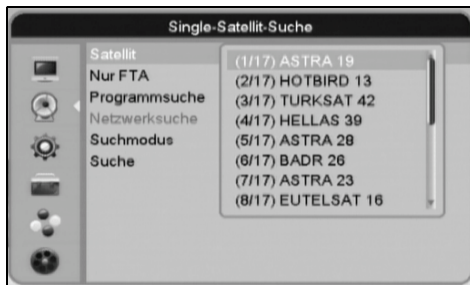 Single-Satellit-Suche
Satellit
Nur FTA
Programmsuche
Netzwerksuche
Suchmodus
Suche
(1/17) ASTRA 19
(2/17) HOTBIRD 13
(3/17) TURKSAT 42
(4/17) HELLAS 39
(5/17) ASTRA 28
(6/17) BADR 26
(7/17) ASTRA 23
(8/17) EUTELSAT 16